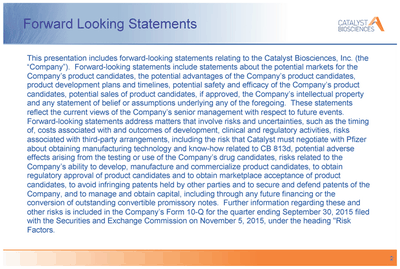 Forward Looking Statements
CATALYST
BIOSCIENCES
This presentation includes forward-looking statements relating to the Catalyst Biosciences, Inc. (the
“Company”). Forward-looking statements include statements about the potential markets for the
Company’s product candidates, the potential advantages of the Company’s product candidates,
product development plans and timelines, potential safety and efficacy of the Company’s product
candidates, potential sales of product candidates, if approved, the Company’s intellectual property
and any statement of belief or assumptions underlying any of the foregoing. These statements
reflect the current views of the Company’s senior management with respect to future events.
Forward-looking statements address matters that involve risks and uncertainties, such as the timing
of, costs associated with and outcomes of development, clinical and regulatory activities, risks
associated with third-party arrangements, including the risk that Catalyst must negotiate with Pfizer
about obtaining manufacturing technology and know-how related to CB 813d, potential adverse
effects arising from the testing or use of the Company’s drug candidates, risks related to the
Company’s ability to develop, manufacture and commercialize product candidates, to obtain
regulatory approval of product candidates and to obtain marketplace acceptance of product
candidates, to avoid infringing patents held by other parties and to secure and defend patents of the
Company, and to manage and obtain capital, including through any future financing or the
conversion of outstanding convertible promissory notes. Further information regarding these and
other risks is included in the Company’s Form 10-Q for the quarter ending September 30, 2015 filed
with the Securities and Exchange Commission on November 5, 2015, under the heading "Risk
Factors.
2